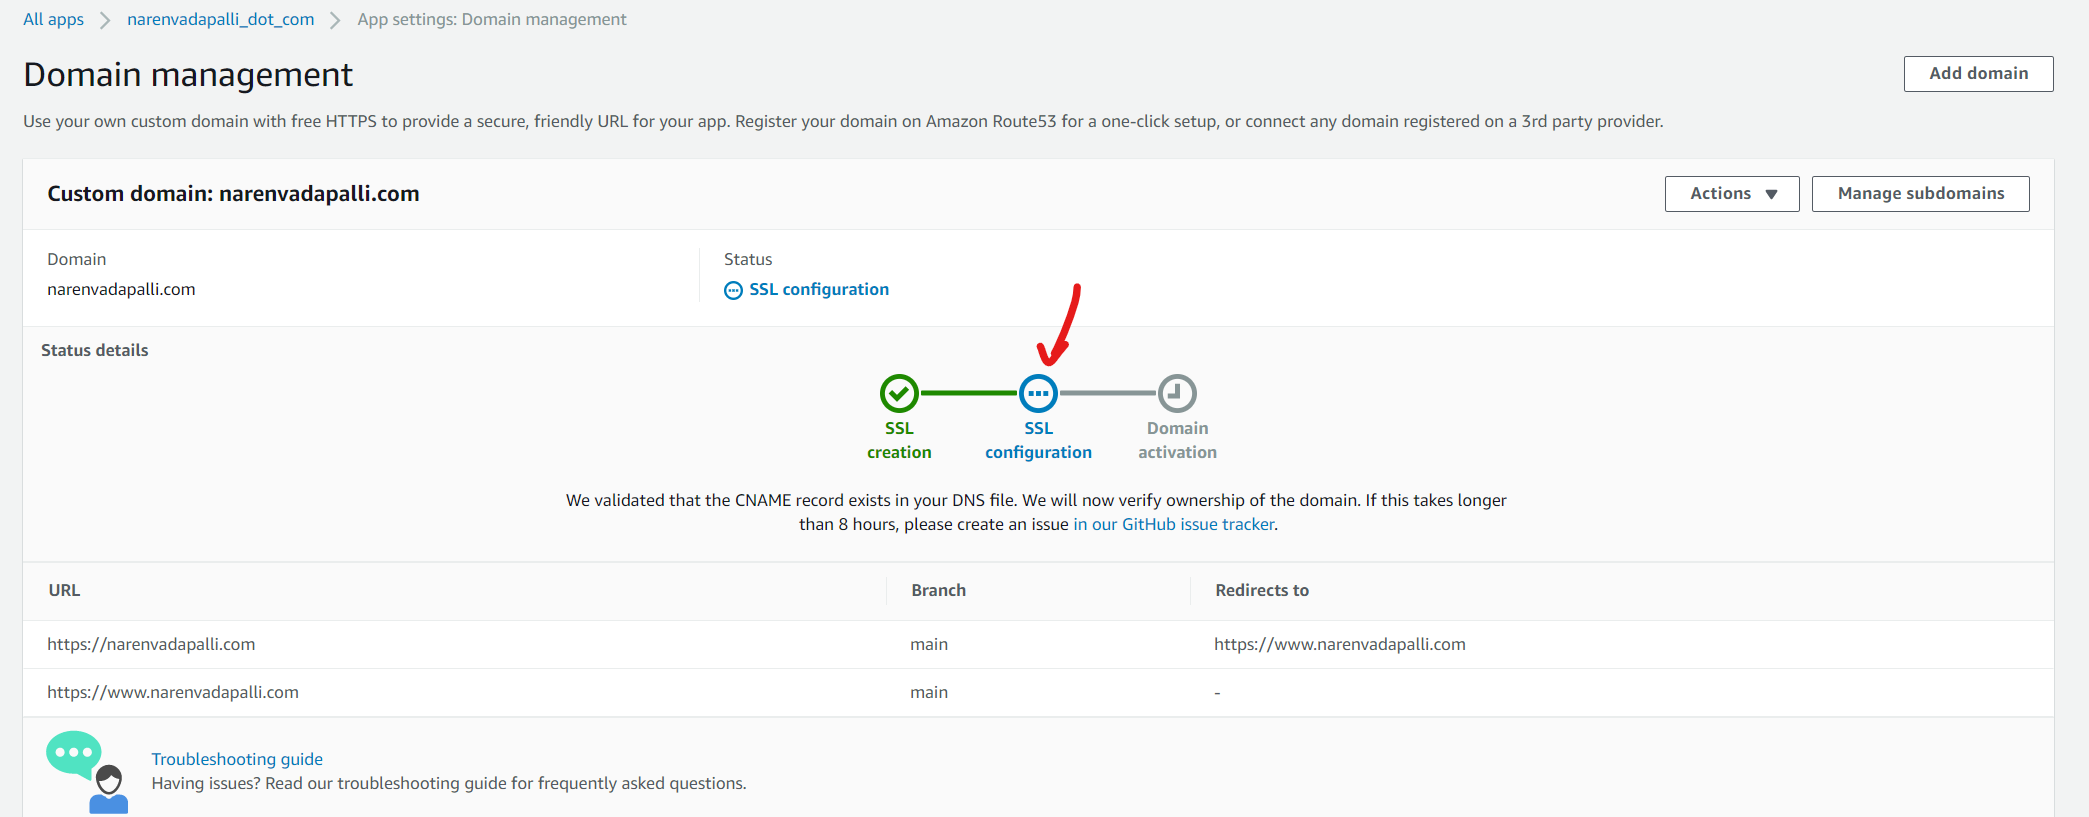 All apps > narenvadapalli_dot_com > App settings: Domain management
Domain management
Add domain
Use your own custom domain with free HTTPS to provide a secure, friendly URL for your app. Register your domain on Amazon Route53 for a one-click setup, or connect any domain registered on a 3rd party provider.
Custom domain: narenvadapalli.com
Actions
Manage subdomains
Domain
narenvadapalli.com
Status
SSL configuration
Status details
SSL
creation
SSL
configuration
Domain
activation
We validated that the CNAME record exists in your DNS file. We will now verify ownership of the domain. If this takes longer
than 8 hours, please create an issue in our GitHub issue tracker.
URL Branch Redirects to
https://narenvadapalli.com main https://www.narenvadapalli.com
https://www.narenvadapalli.com main -
Troubleshooting guide
Having issues? Read our troubleshooting guide for frequently asked questions.